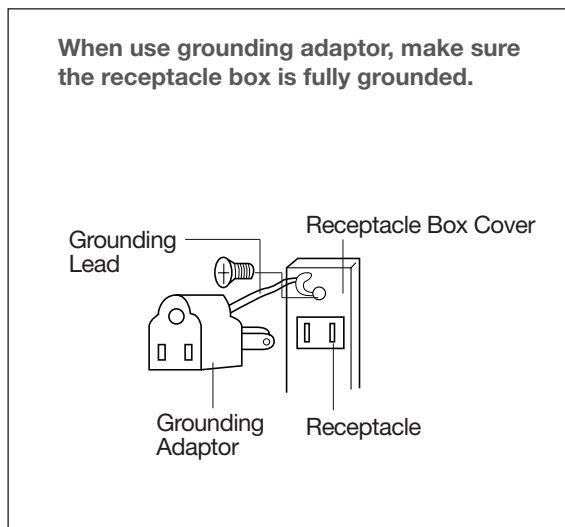 When use grounding adaptor, make sure
the receptacle box is fully grounded.
Receptacle Box Cover
Grounding
Lead
Grounding
Adaptor
Receptacle